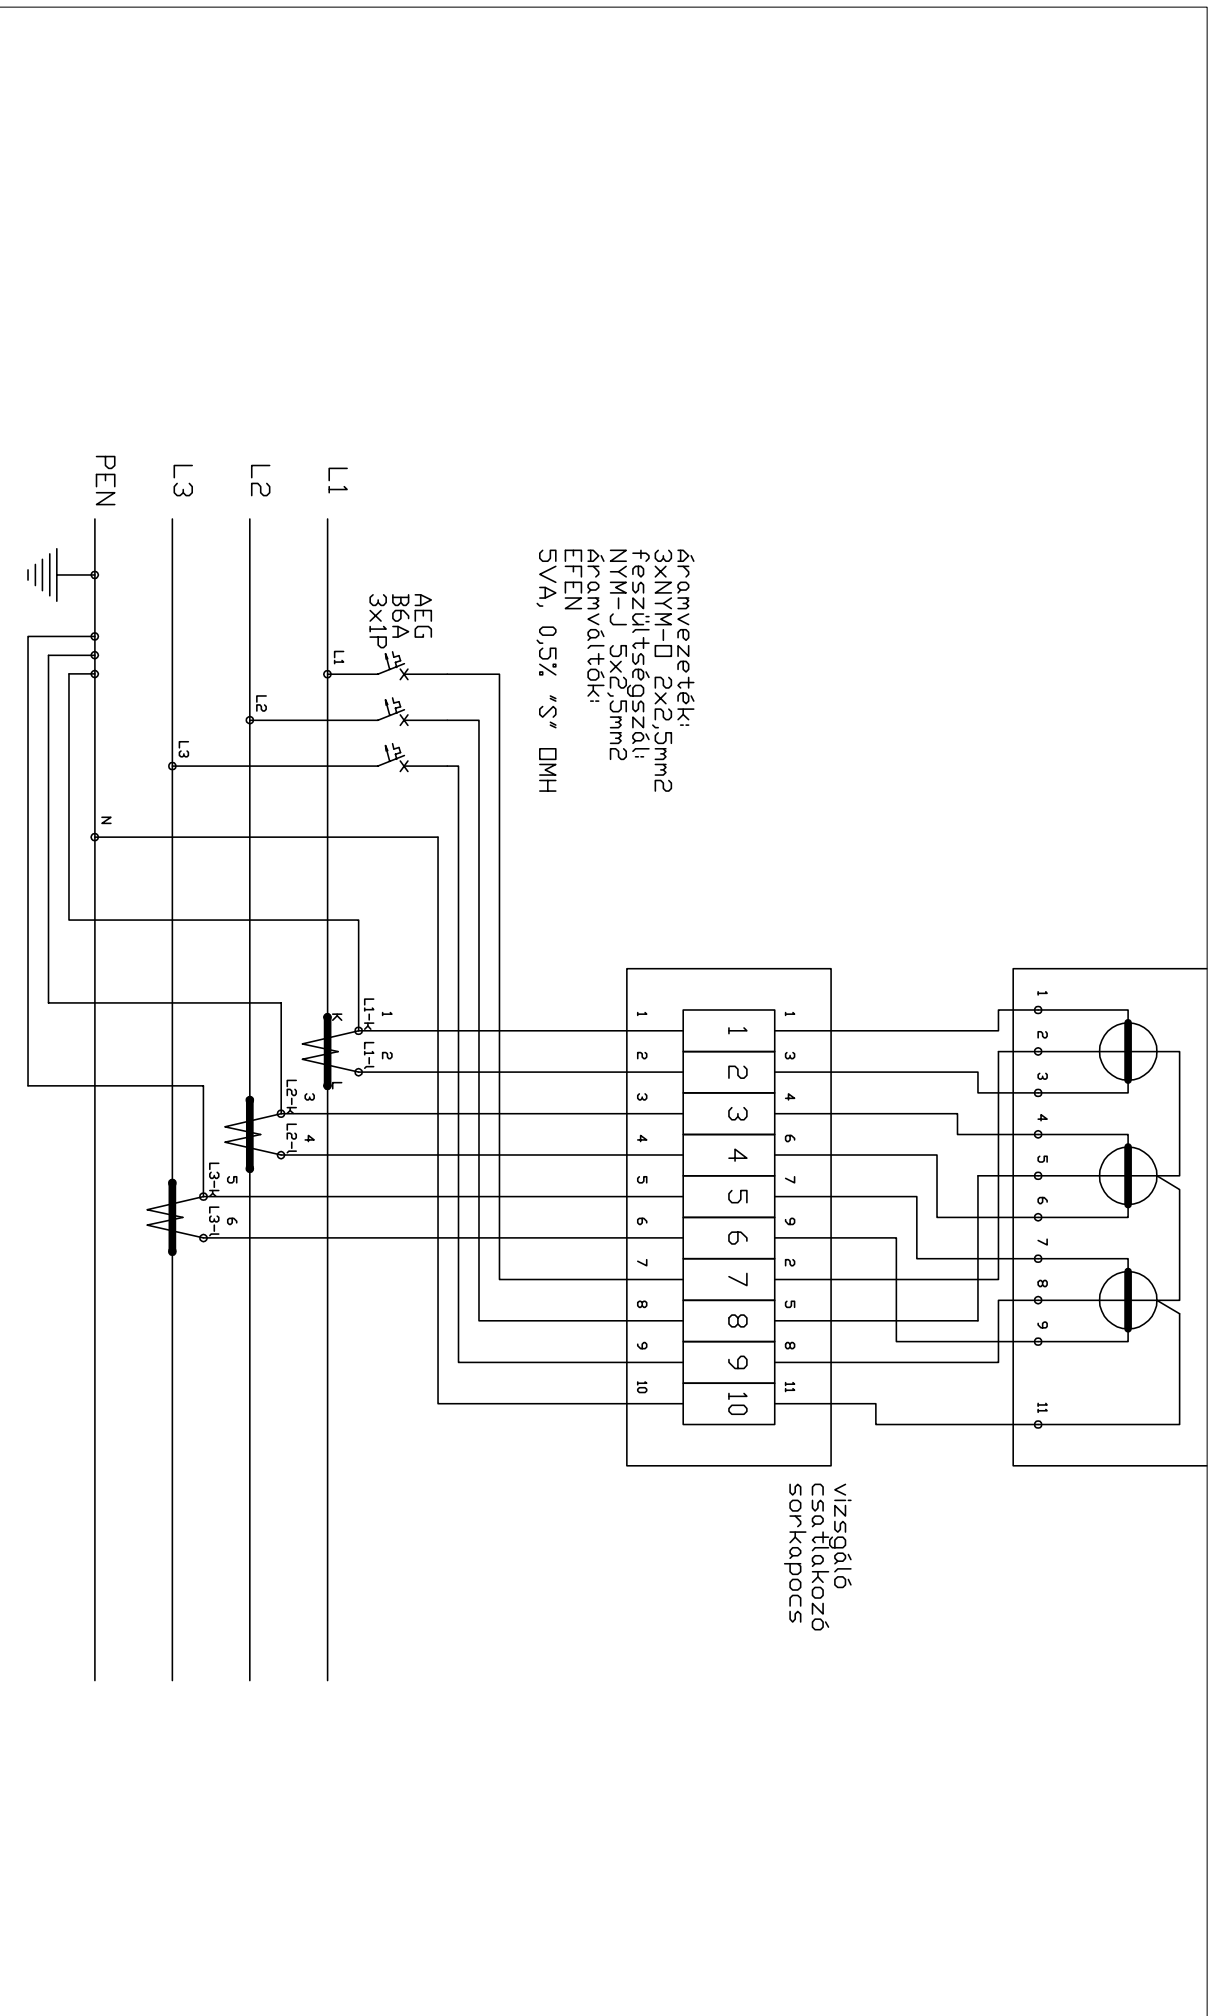 1
2
3
4
5
6
7
8
9
11
vizsgáló
csatlakozó
sorkapocs
1
3
4
6
7
9
2
5
8
11
1
2
3
4
5
6
7
8
9
10
1
2
3
4
5
6
7
8
9
10
áramvezeték:
3xNYM-O 2x2,5mm2
feszültségszál:
NYM-J 5x2,5mm2
áramváltók:
EFEN
5VA, 0,5% "S" OMH
AEG
B6A
3x1P
L1
L2
L3
N
1
2
L1-k
L1-l
K
L
3
4
L2-k
L2-l
5
6
L3-k
L3-l
L1
L2
L3
PEN